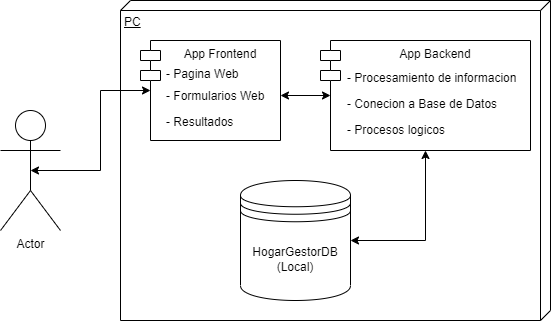 PC
App Frontend
- Pagina Web
- Formularios Web
- Resultados
App Backend
- Procesamiento de informacion
- Conecion a Base de Datos
- Procesos logicos
Actor
HogarGestorDB
(Local)